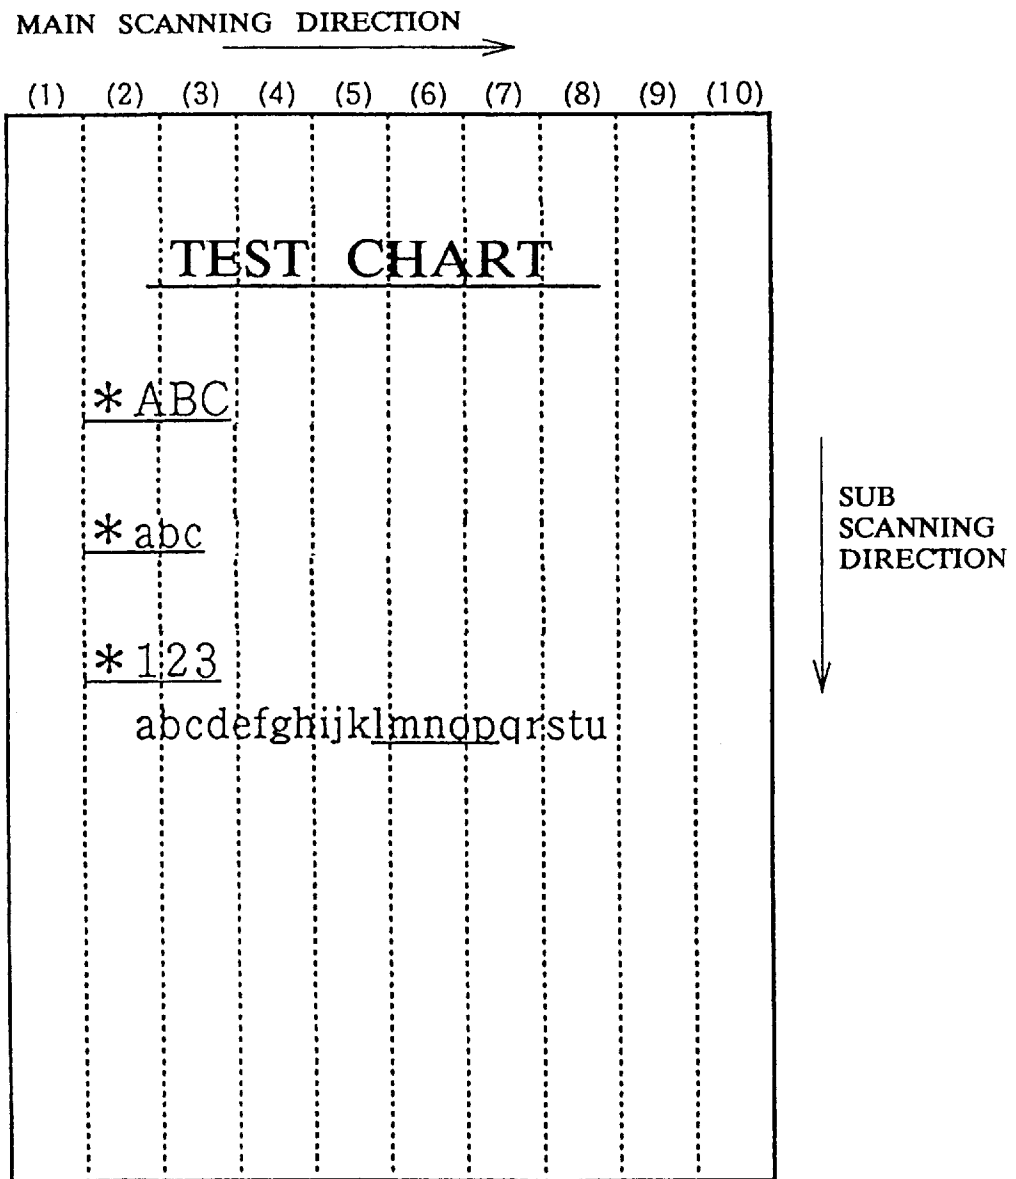 MAIN SCANNING DIRECTION
(1) (2) (3) (4) (5) (6) (7) (8) (9) (10)
TEST CHART
*ABC
*abc
SUB
SCANNING
DIRECTION
*123
abcdefghijklmnopqrstu